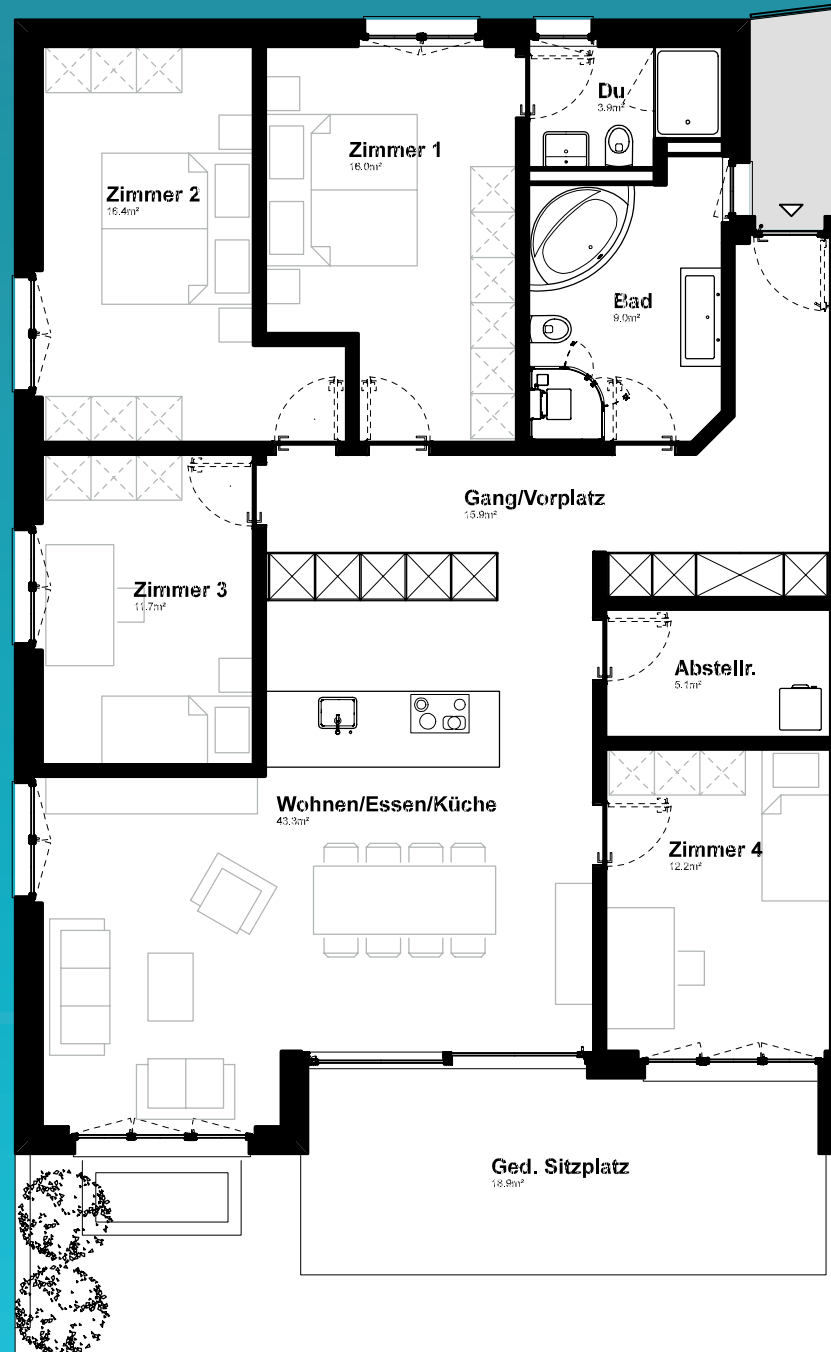 Du
3.9m²
Zimmer 1
16.0m²
Zimmer 2
16.4m²
Bad
9.0m²
Gang/Vorplatz
15.9m²
Zimmer 3
11.7m²
Abstellr.
5.1m²
Wohnen/Essen/Küche
43.3m²
Zimmer 4
12.2m²
Ged. Sitzplatz
18.9m²